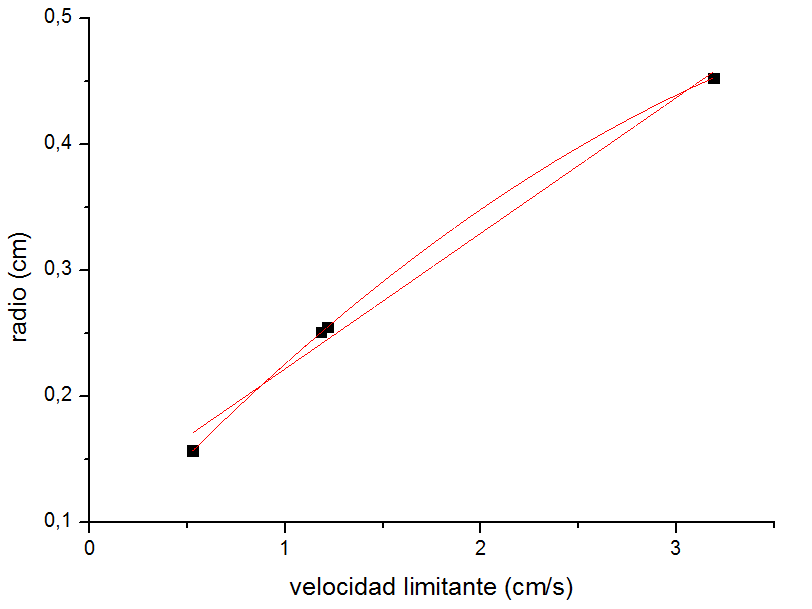 0,5
0,4
0,3
0,2
0,1
radio (cm)
0 1 2 3
velocidad limitante (cm/s)